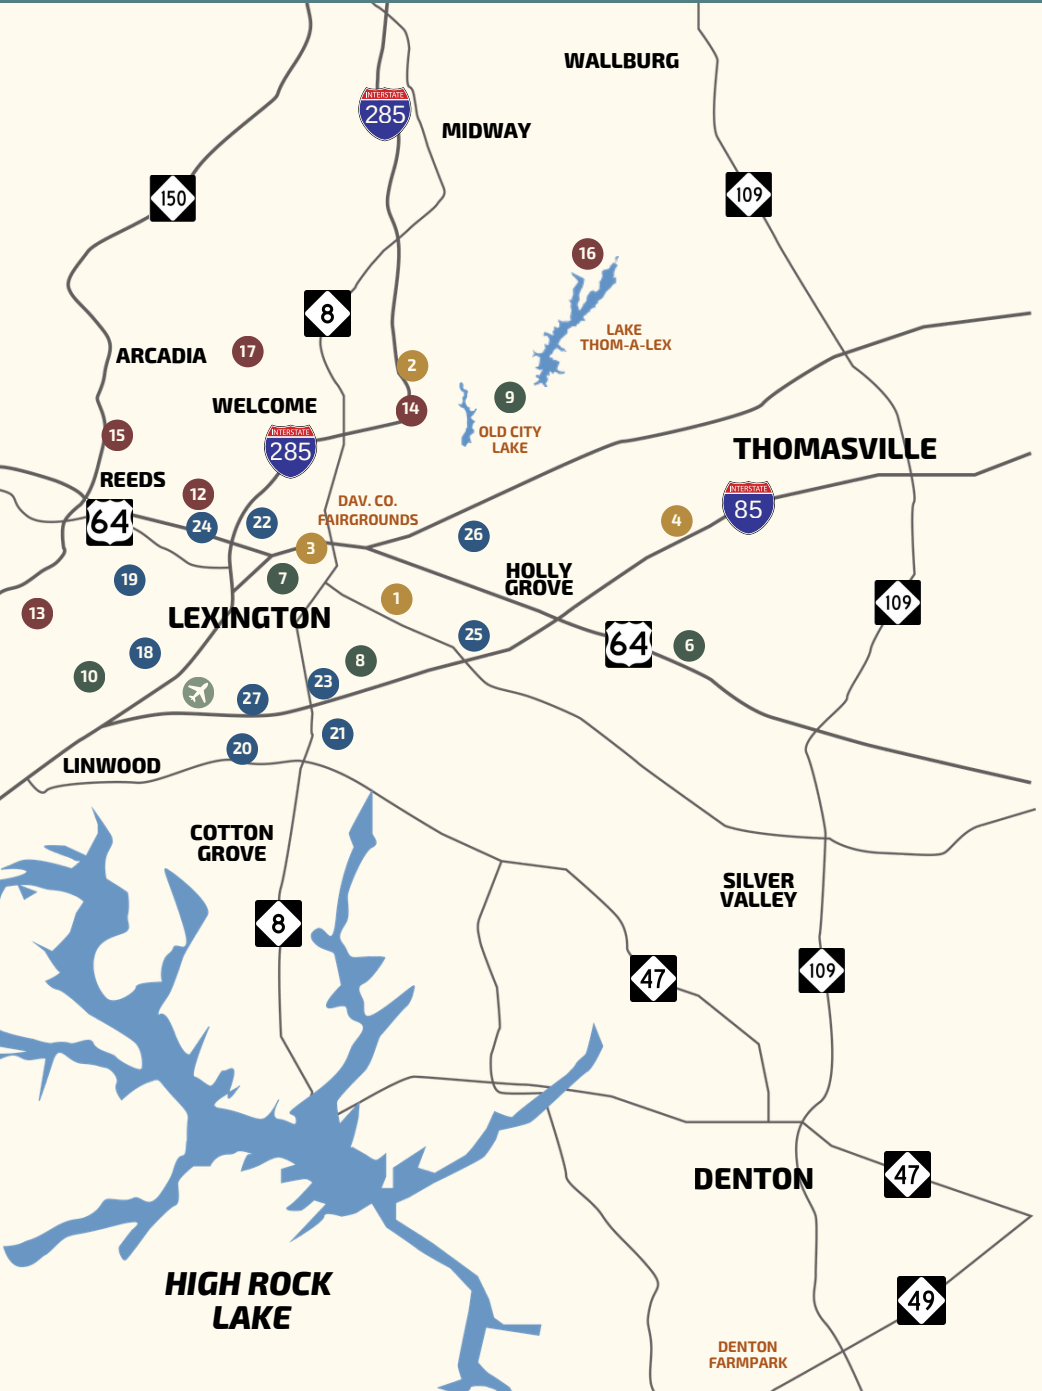 WALLBURG
INTERSTATE
285
MIDWAY
150
109
16
8
LAKE
THOM-A-LEX
ARCADIA
17
2
WELCOME
9
14
INTERSTATE
285
15
OLD CITY
LAKE
THOMASVILLE
REEDS
12
INTERSTATE
85
DAV. CO.
FAIRGROUNDS
64
24
22
4
26
3
HOLLY
GROVE
19
7
1
109
13
LEXINGTON
25
64
6
18
8
10
23
27
21
20
LINWOOD
COTTON
GROVE
SILVER
VALLEY
8
47
109
DENTON
47
HIGH ROCK
LAKE
49
DENTON
FARMPARK